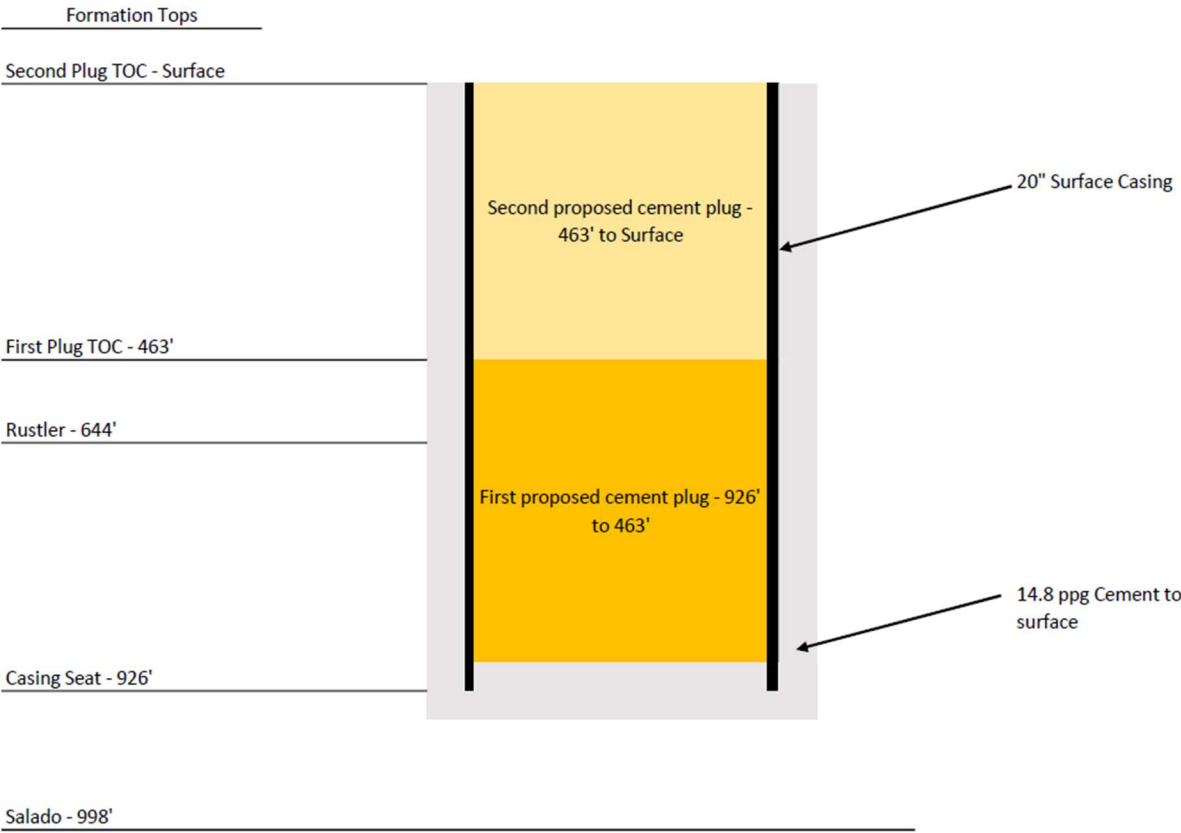 Formation Tops
Second Plug TOC - Surface
20" Surface Casing
Second proposed cement plug -
463' to Surface
First Plug TOC - 463'
Rustler - 644'
First proposed cement plug - 926'
to 463'
14.8 ppg Cement to
surface
Casing Seat - 926'
Salado - 998'